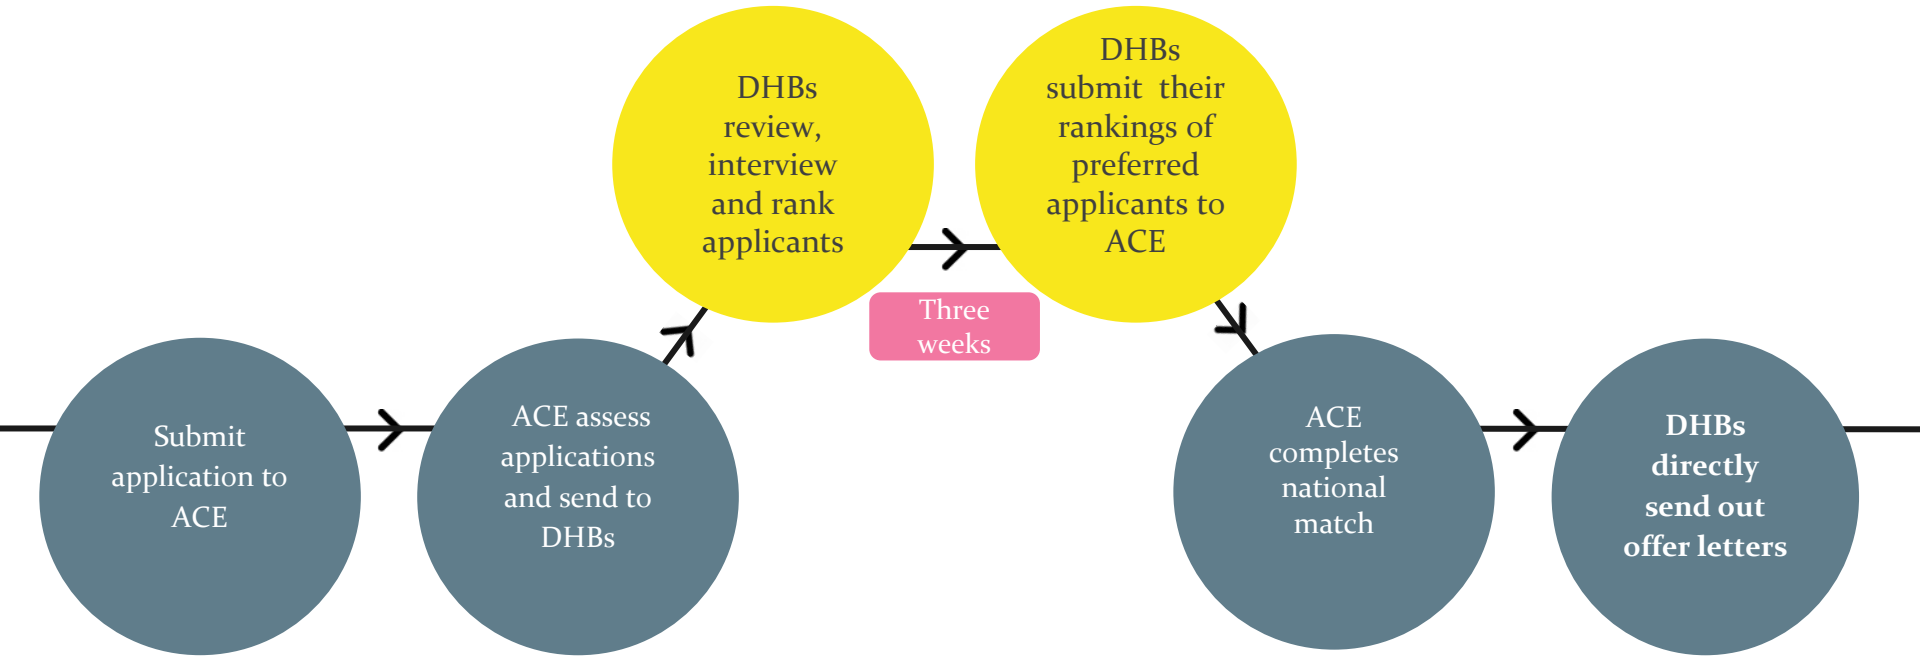 Submit
application to
ACE
ACE assess
applications
and send to
DHBs
DHBs
review,
interview
and rank
applicants
Three
weeks
DHBs
submit their
rankings of
preferred
applicants to
ACE
ACE
completes
national
match
DHBs
directly
send out
offer letters